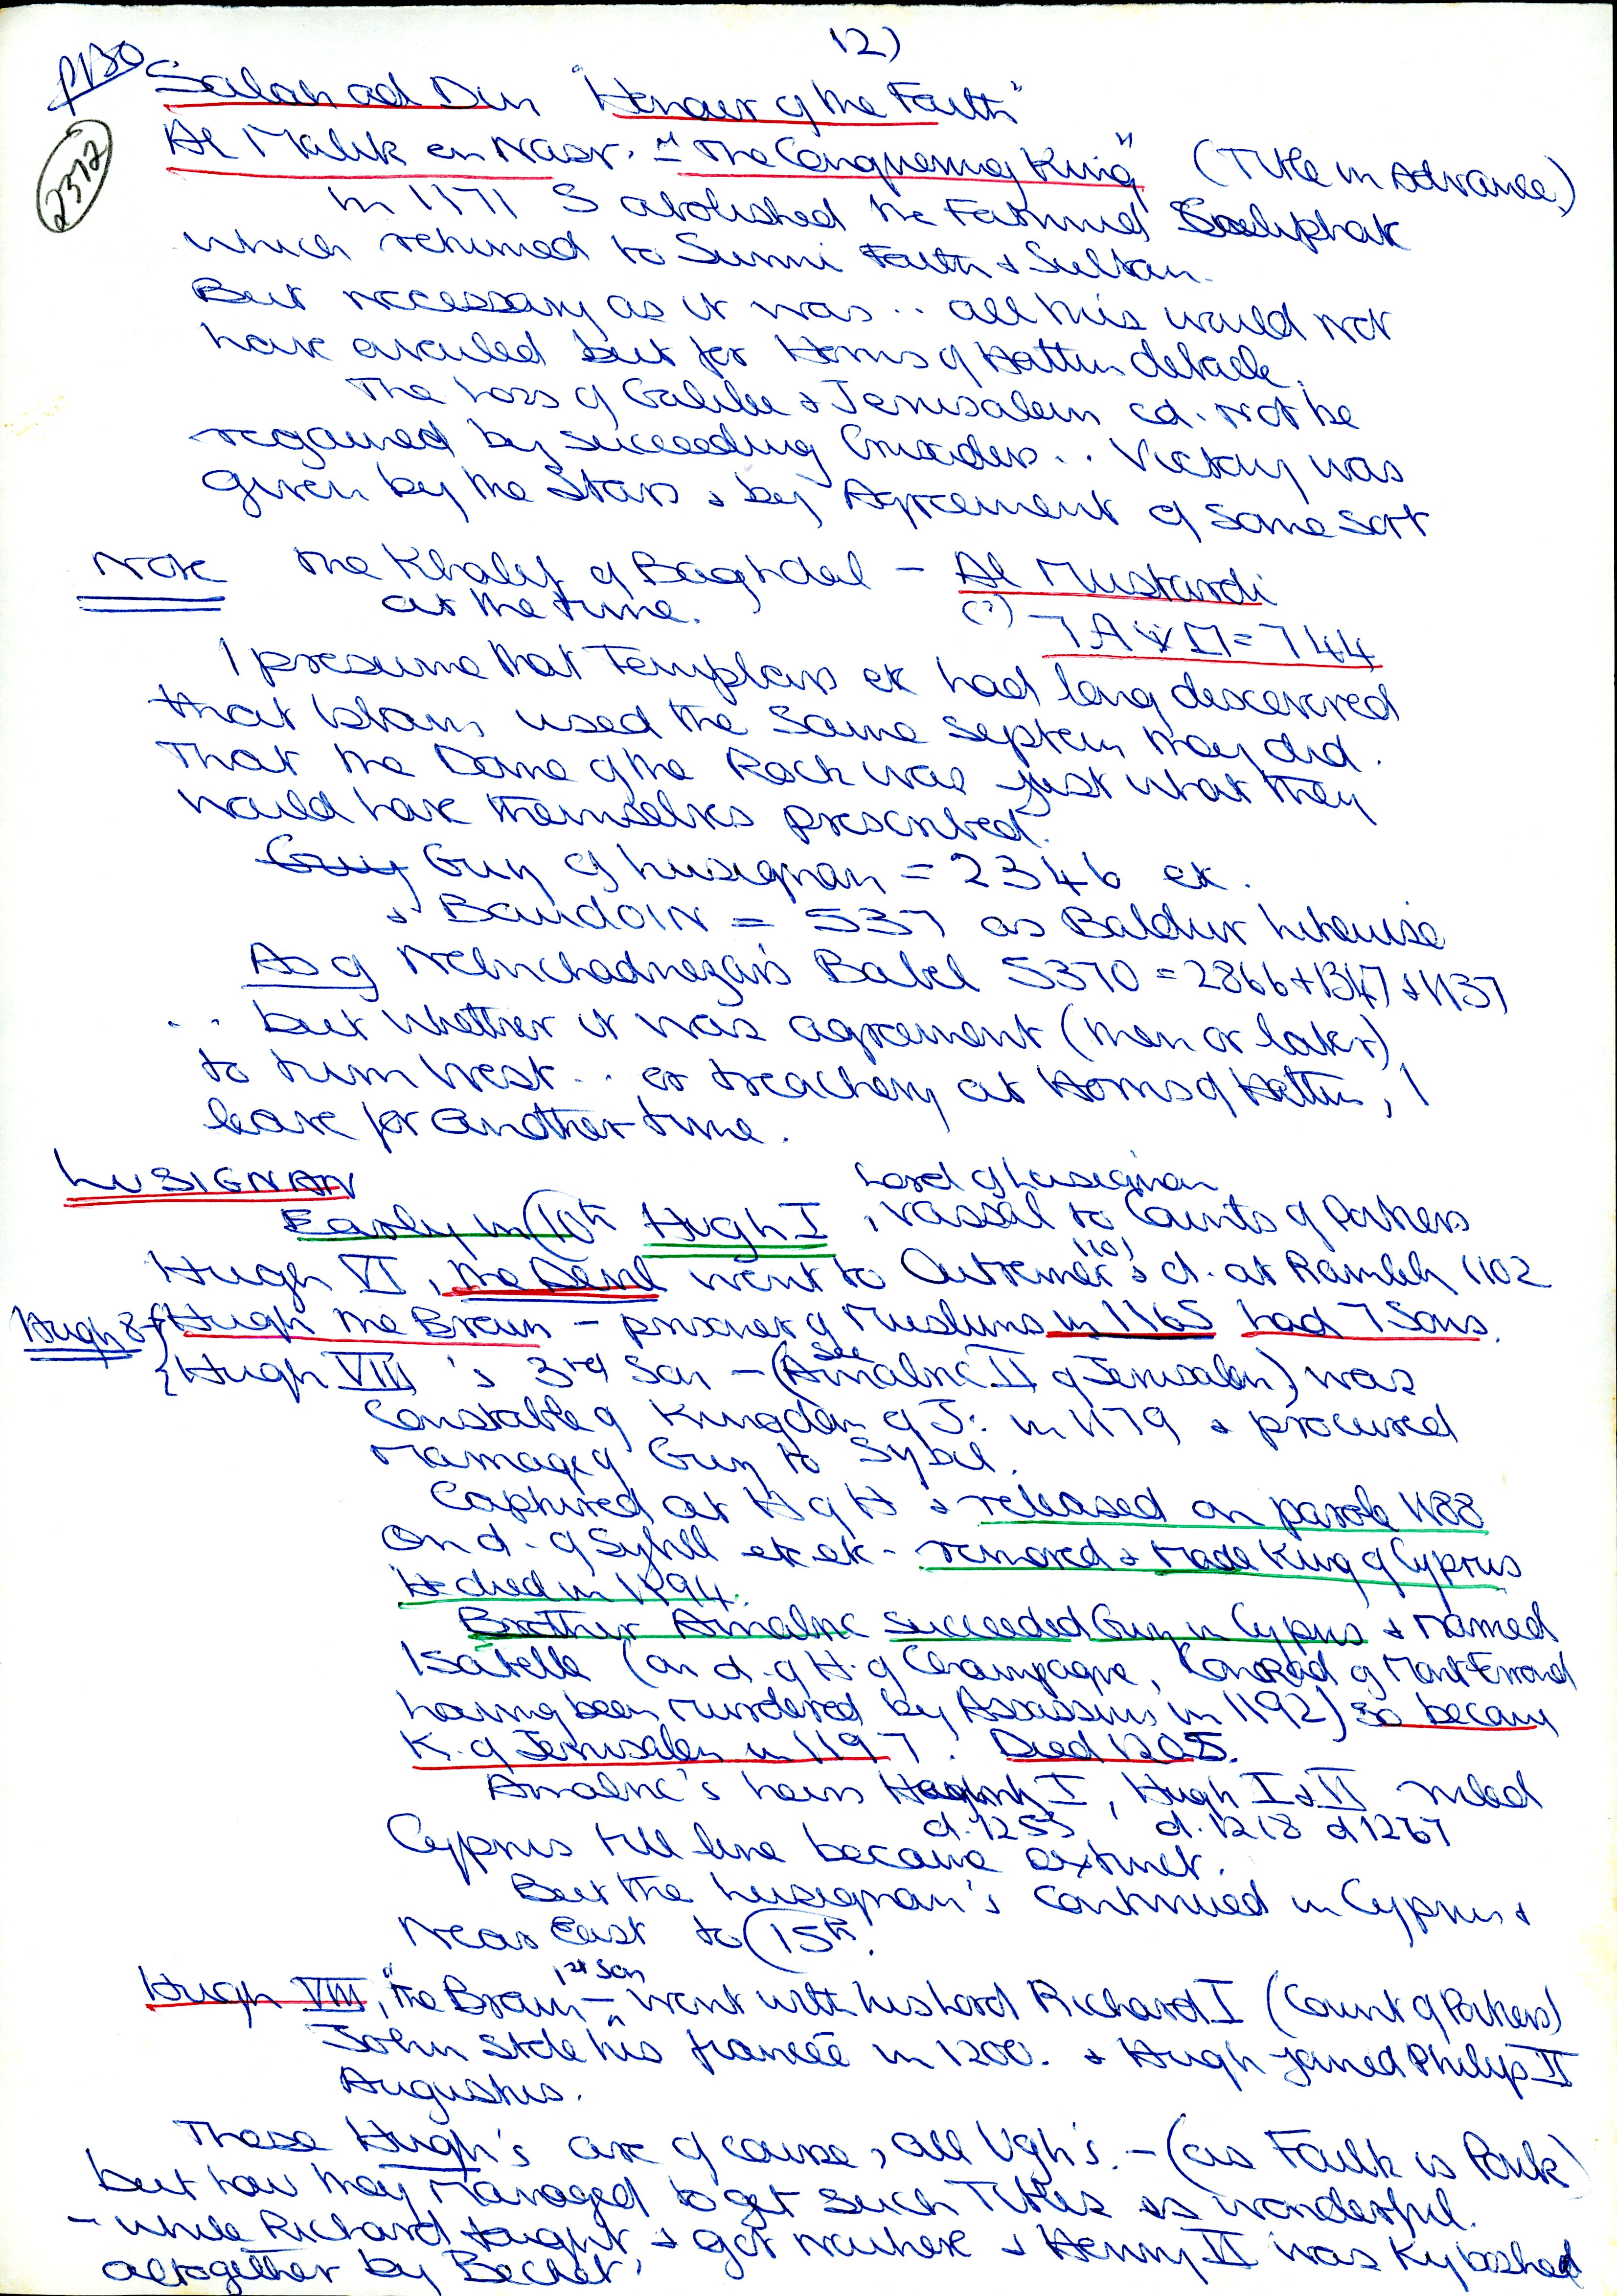 12)
P130
2372
Salah ad Din "Honour of the Faith"
Al Malik en Nasr. = "The Conquering King" (Title in Advance)
In 1171 S abolished the Fatimid Caliphate
which returned to Sunni Faith & Sultan.
But necessary as it was .. all this would not
have availed but for Horns of Hattin debacle.
The Loss of Galilee & Jerusalem cd. not be
regained by succeeding Crusaders .. Victory was
given by the Stars & by Agreement of some sort
Note the Khalif of Baghdad - Al Mustardi
at the time. (?) 7 A V M = 744
I presume that Templars etc had long discovered
that Islam used the same septem they did.
That the Dome of the Rock was just what they
would have themselves prescribed.
Guy Guy of Lusignan = 2346 etc.
& BaudoIN = 537 as Baldur likewise
As of Nebuchadnezar's Babel 5370 = 2866 + 1347 + 1137
.. but whether it was agreement (then or later)
to turn West .. or treachery at Horns of Hattin, I
leave for another time.
LUSIGNAN
Lord of Lusignan
Early in 10th Hugh I, vassal to Counts of Poitiers
Hugh VI, the Devil went to Outremer 1101 & d. at Ramleh 1102
Hugh 8 { Hugh the Brown - prisoner of Muslims in 1165 had 7 Sons.
{ Hugh VIII's 3rd Son - (See Amalric II of Jerusalem) was
Constable of Kingdom of J: in 1179 & procured
Marriage of Guy to Sybil.
Captured at H of H & released on parole 1188
On d. of Sybill etc etc - removed & Made King of Cyprus
He died in 1194.
Brother Amalric succeeded Guy in Cyprus & Married
Isabelle (on d. of H. of Champagne, Conrad of MontFerrand
having been Murdered by Assassins in 1192) so became
K. of Jerusalem in 1197. Died 1205.
Amalric's heirs I, Hugh I & II ruled
d. 1253 d. 1218 d 1267
Cyprus till line became extinct.
But the Lusignan's continued in Cyprus &
Near East to 15th.
Hugh VIII, "the Brown" - 1st Son went with his Lord Richard I (Count of Poitiers)
John stole his fiancée in 1200. & Hugh joined Philip II
Augustus.
These Hugh's are of course, all Ugh's. - (as Faulk is Pouk)
but how they Managed to get such Titles is wonderful.
- while Richard fought & got nowhere & Henry II was Kyboshed
altogether by Becket.